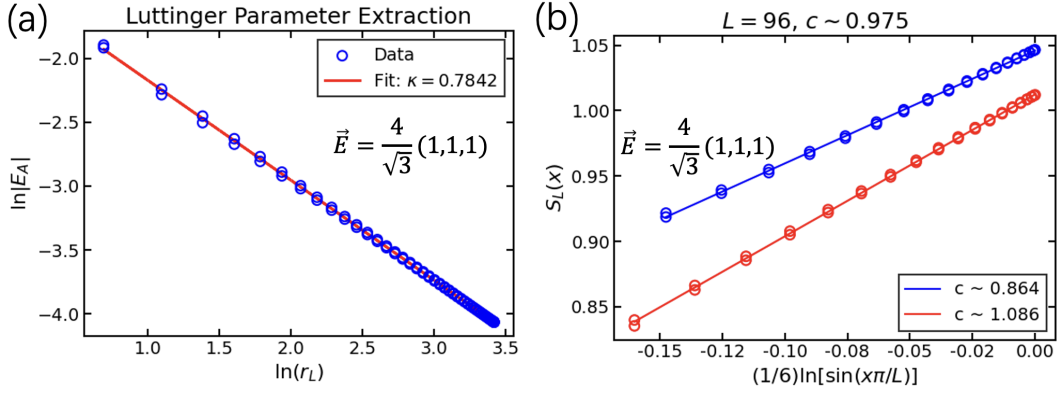 (a)
Luttinger Parameter Extraction
Data
Fit: κ = 0.7842
E⃗ = 4/√3 (1,1,1)
ln|E_A|
−2.0
−2.5
−3.0
−3.5
−4.0
1.0 1.5 2.0 2.5 3.0 3.5
ln(r_L)
(b)
L = 96, c ~ 0.975
E⃗ = 4/√3 (1,1,1)
S_L(x)
1.05
1.00
0.95
0.90
0.85
c ~ 0.864
c ~ 1.086
-0.15 -0.12 -0.10 -0.08 -0.05 -0.02 0.00
(1/6)ln[sin(xπ/L)]